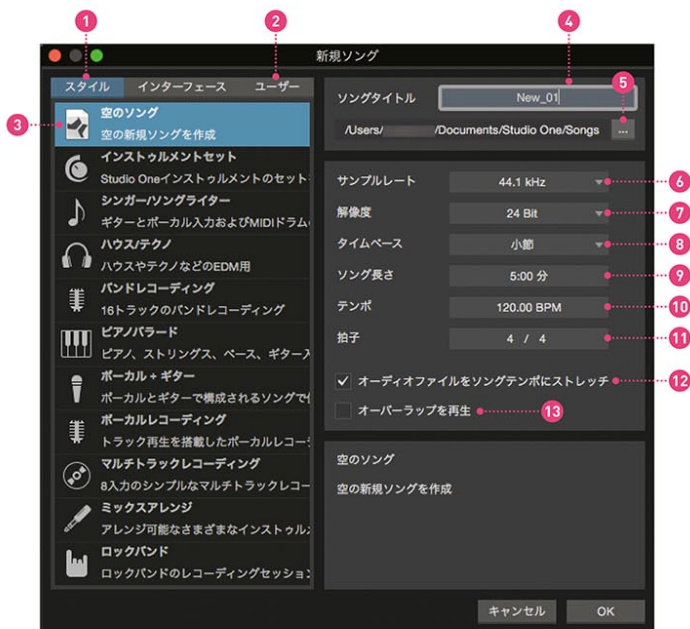 1
2
4
新規ソング
5
スタイル インターフェース ユーザー
3
空のソング
空の新規ソングを作成
インストゥルメントセット
Studio Oneインストゥルメントのセット
シンガー/ソングライター
ギターとボーカル入力およびMIDIドラム
ハウス/テクノ
ハウスやテクノなどのEDM用
バンドレコーディング
16トラックのバンドレコーディング
ピアノバラード
ピアノ、ストリングス、ベース、ギター
ボーカル + ギター
ボーカルとギターで構成されるソングで
ボーカルレコーディング
トラック再生を搭載したボーカルレコー
マルチトラックレコーディング
8入力のシンプルなマルチトラックレコー
ミックスアレンジ
アレンジ可能なさまざまなインストゥル
ロックバンド
ロックバンドのレコーディングセッション
ソングタイトル New_01
/Users/ /Documents/Studio One/Songs ...
サンプルレート 44.1 kHz 6
解像度 24 Bit 7
タイムベース 小節 8
ソング長さ 5:00 分 9
テンポ 120.00 BPM 10
拍子 4 / 4 11
オーディオファイルをソングテンポにストレッチ 12
オーバーラップを再生 13
空のソング
空の新規ソングを作成
キャンセル OK